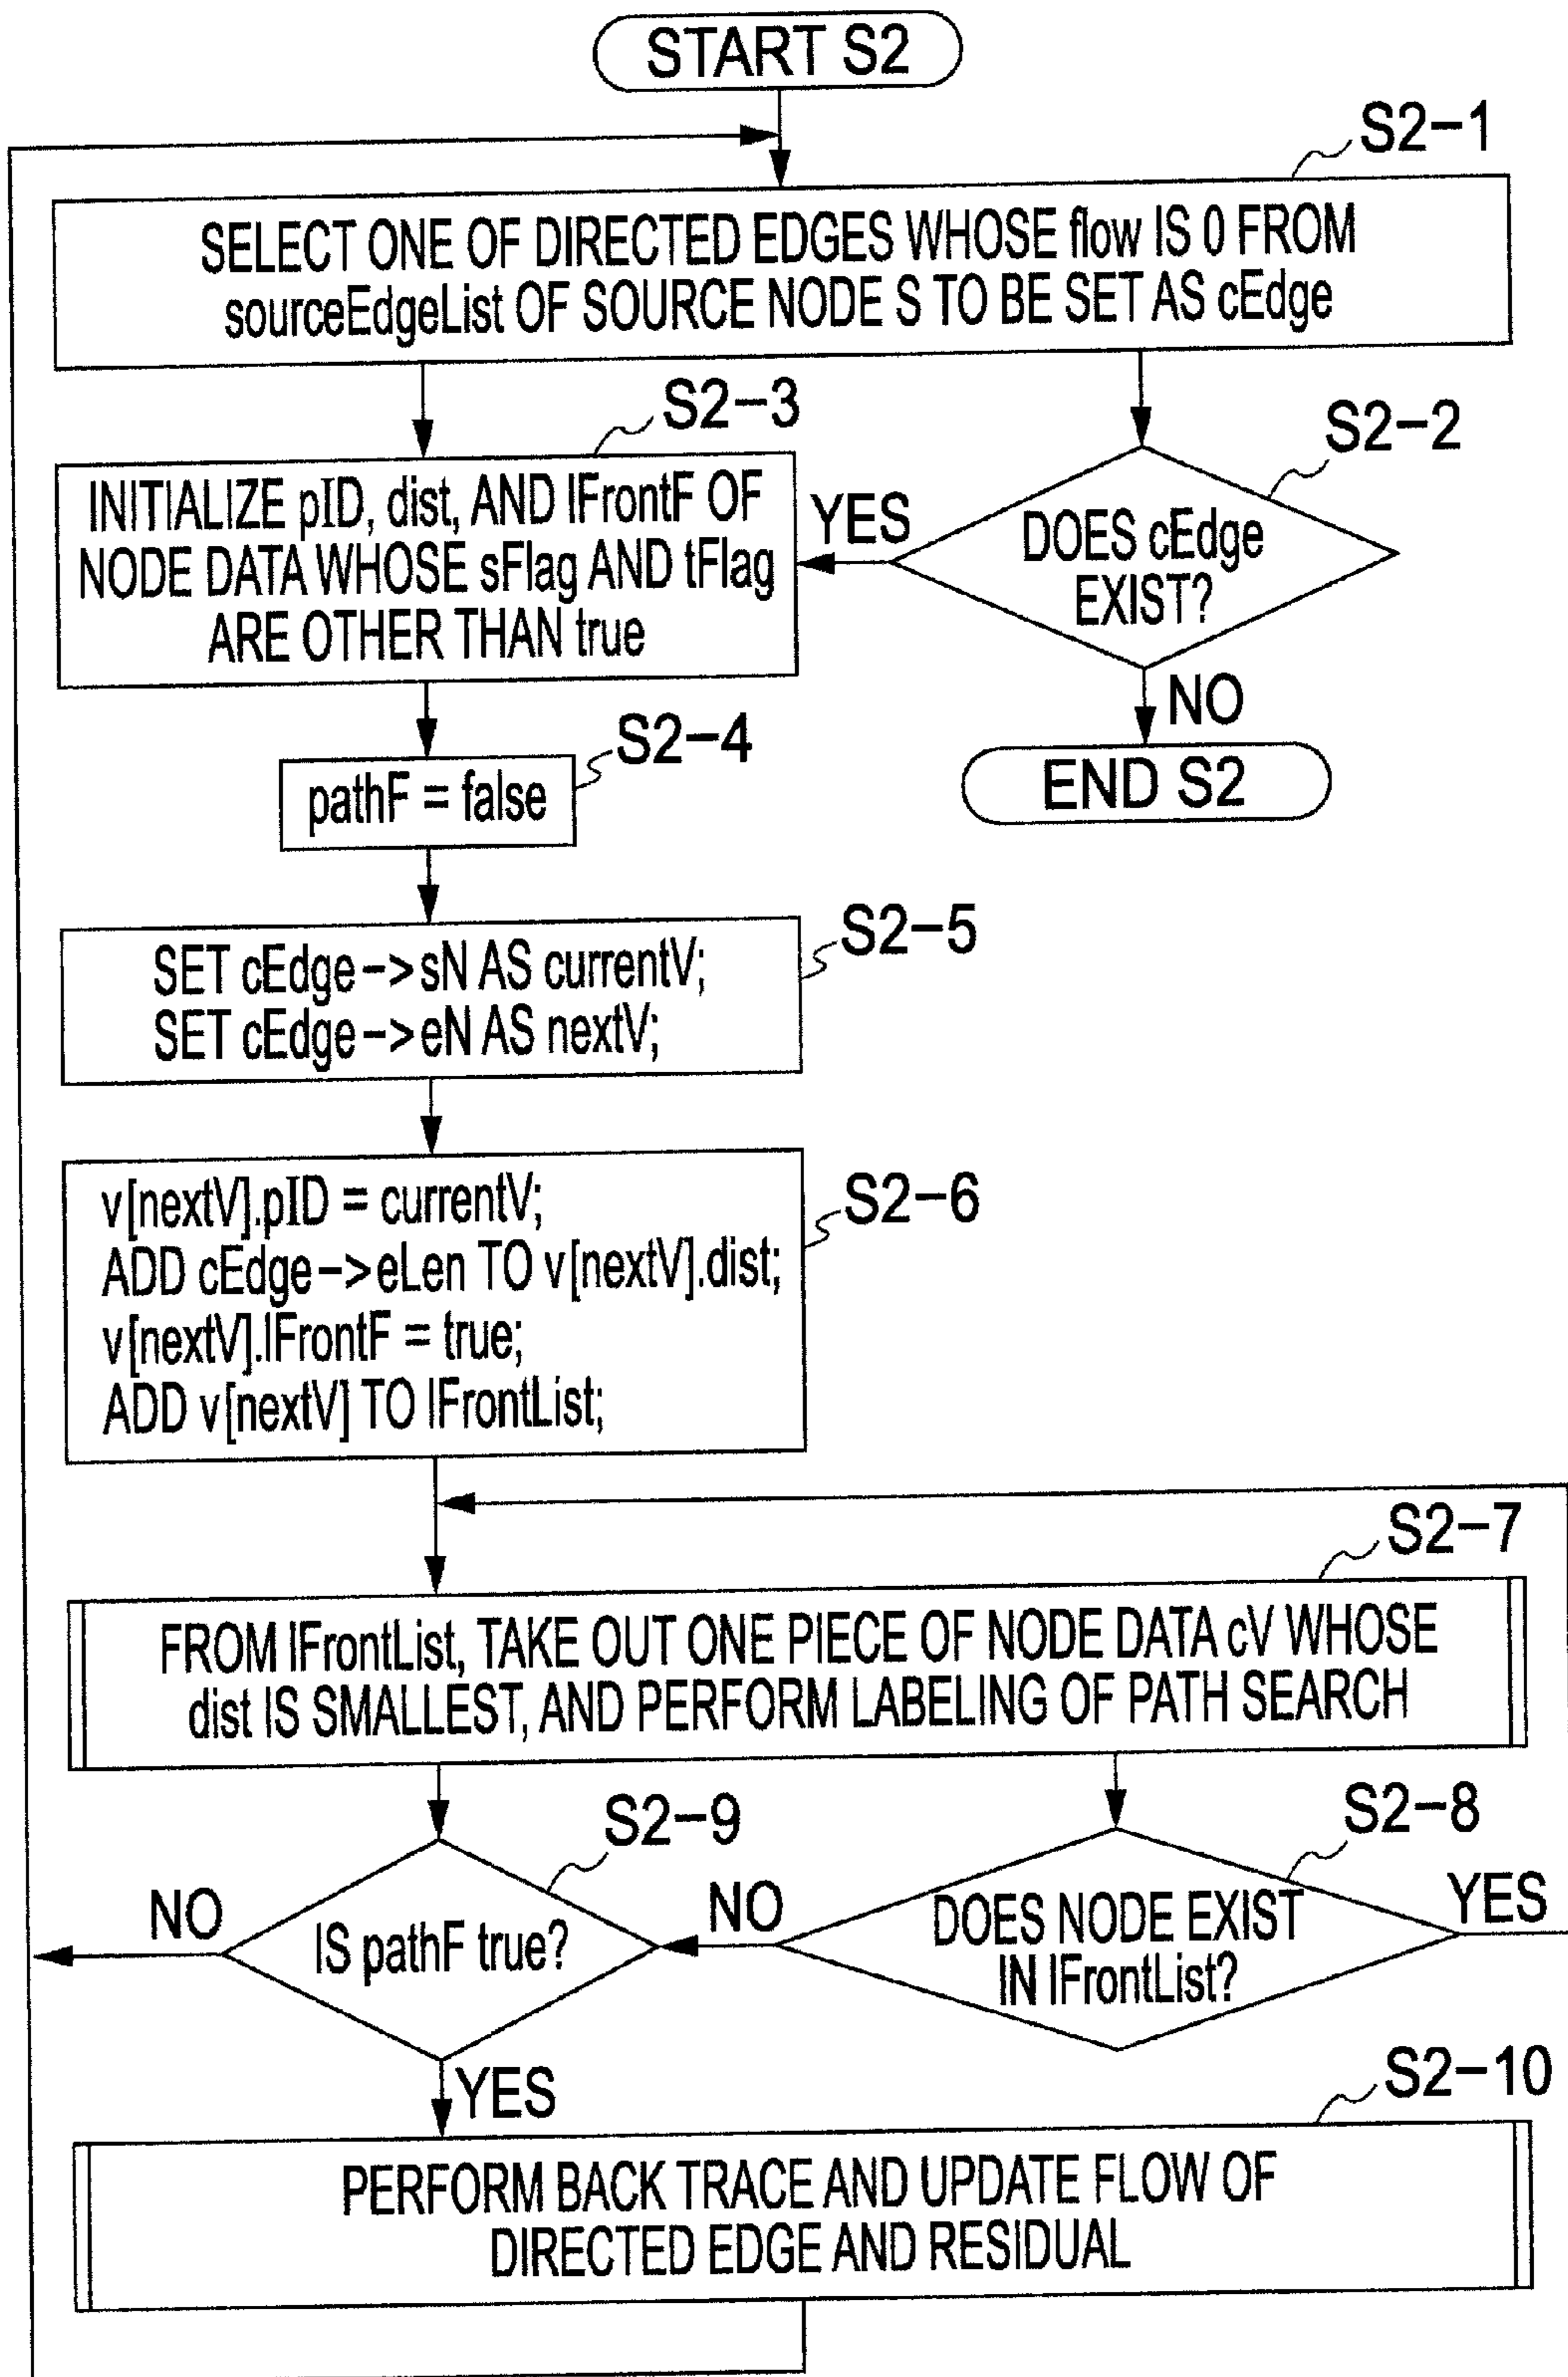 START S2
S2-1
SELECT ONE OF DIRECTED EDGES WHOSE flow IS 0 FROM
sourceEdgeList OF SOURCE NODE S TO BE SET AS cEdge
S2-3
S2-2
INITIALIZE pID, dist, AND lFrontF OF
NODE DATA WHOSE sFlag AND tFlag
ARE OTHER THAN true
YES
DOES cEdge
EXIST?
NO
END S2
S2-4
pathF = false
S2-5
SET cEdge->sN AS currentV;
SET cEdge->eN AS nextV;
S2-6
v[nextV].pID = currentV;
ADD cEdge->eLen TO v[nextV].dist;
v[nextV].lFrontF = true;
ADD v[nextV] TO lFrontList;
S2-7
FROM lFrontList, TAKE OUT ONE PIECE OF NODE DATA cV WHOSE
dist IS SMALLEST, AND PERFORM LABELING OF PATH SEARCH
S2-9
S2-8
NO
IS pathF true?
NO
DOES NODE EXIST
IN lFrontList?
YES
YES
S2-10
PERFORM BACK TRACE AND UPDATE FLOW OF
DIRECTED EDGE AND RESIDUAL